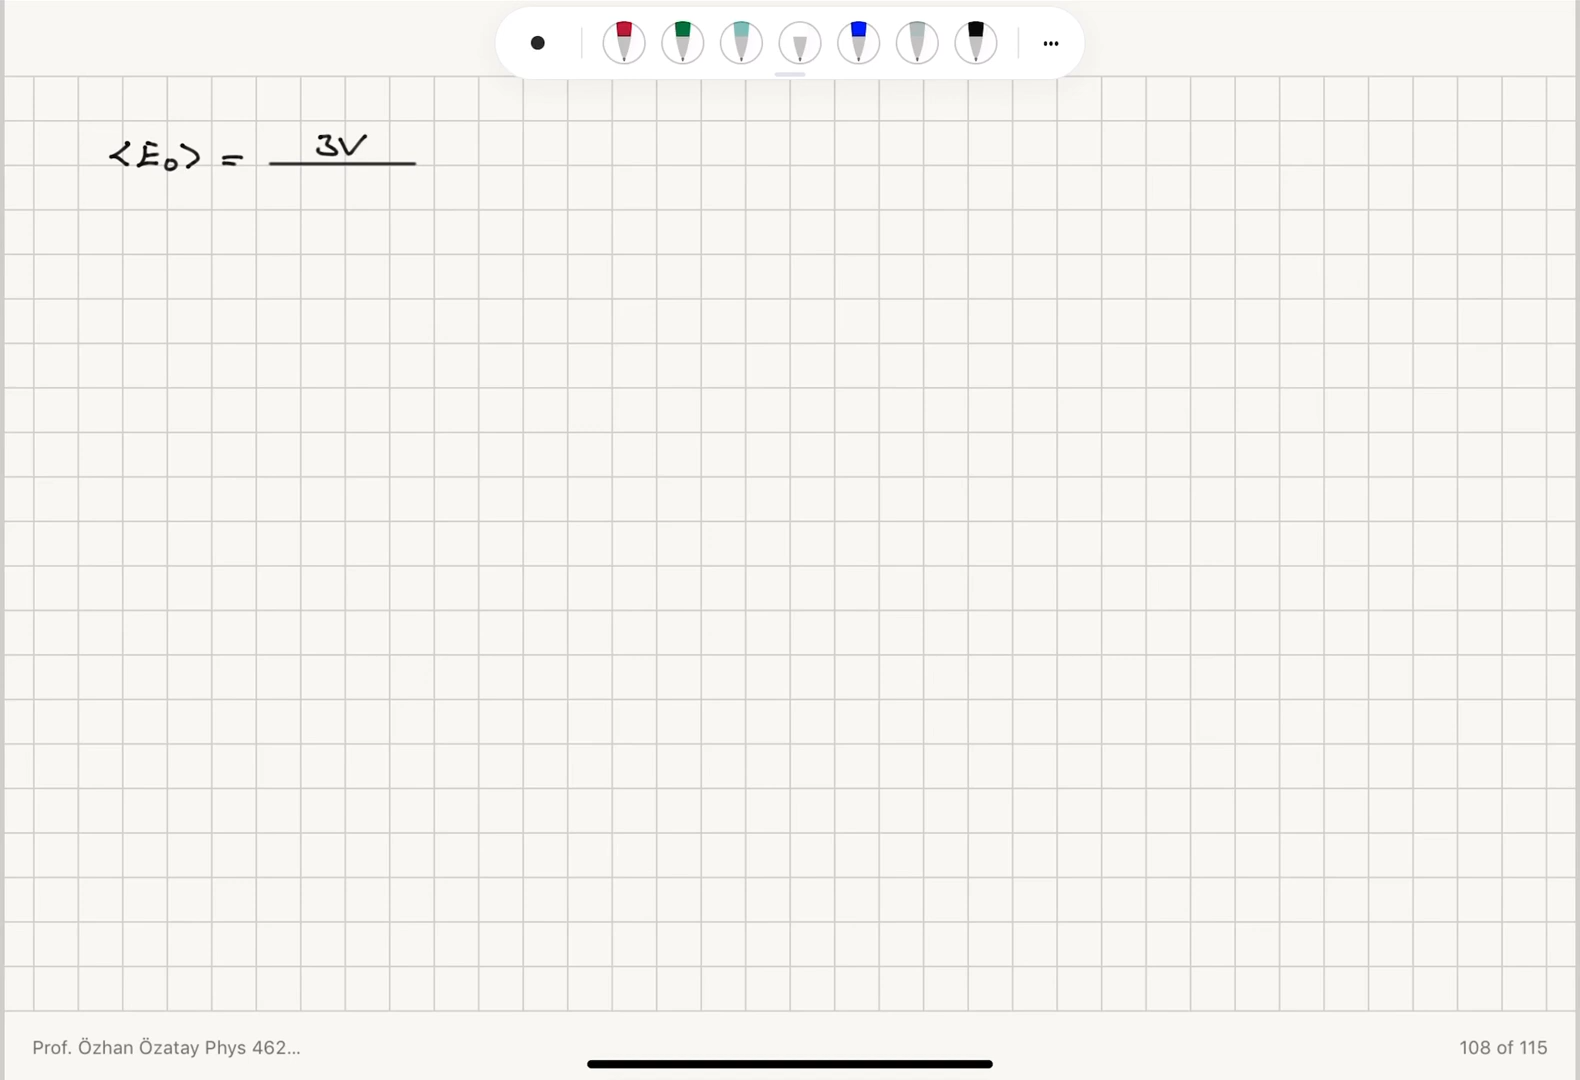 <E₀> = 3V
Prof. Özhan Özatay Phys 462...
108 of 115